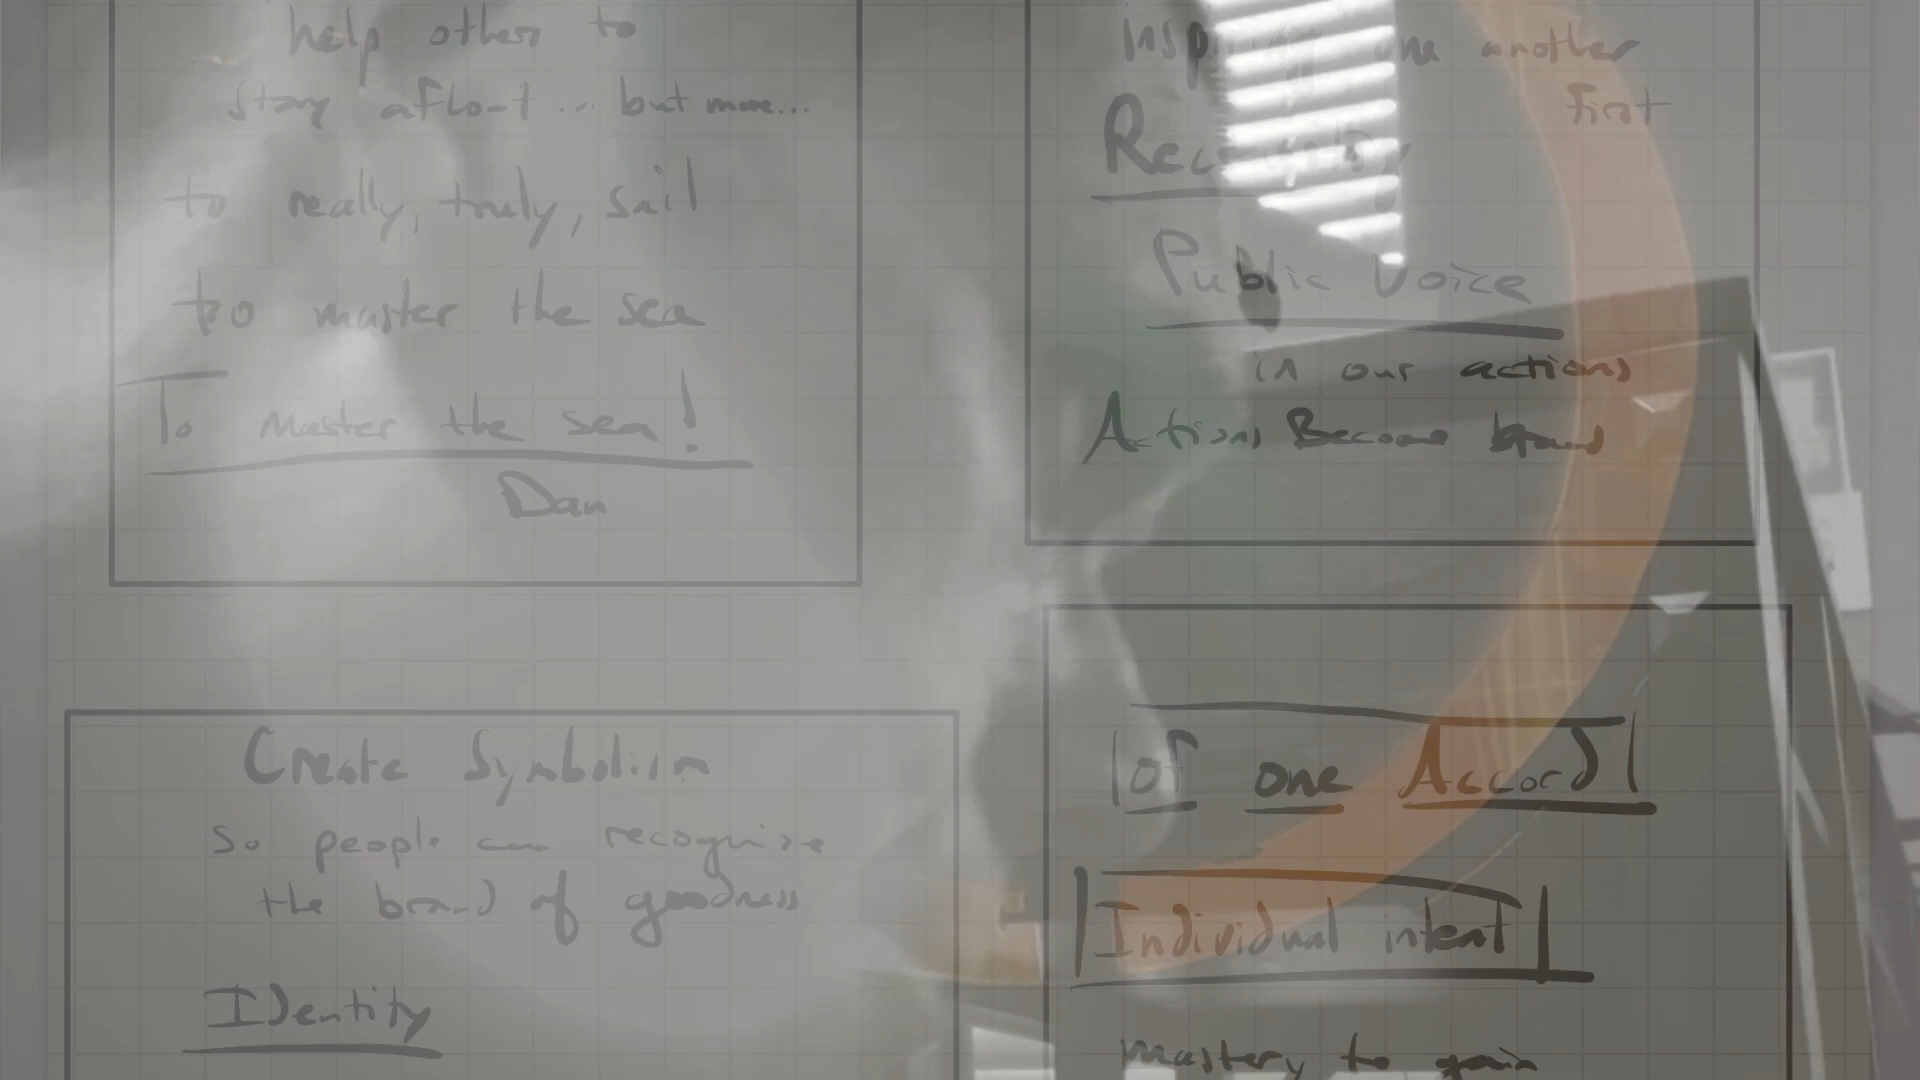 help others to
stay afloat ... but more...
to really, truly, sail
to master the sea
To master the sea!
Dan
Inspiring one another
first
Public Voice
in our actions
Actions Become
Create Symbolism
So people can recognize
the brand of goodness
Identity
of one Accord
Individual intent
mastery to gain